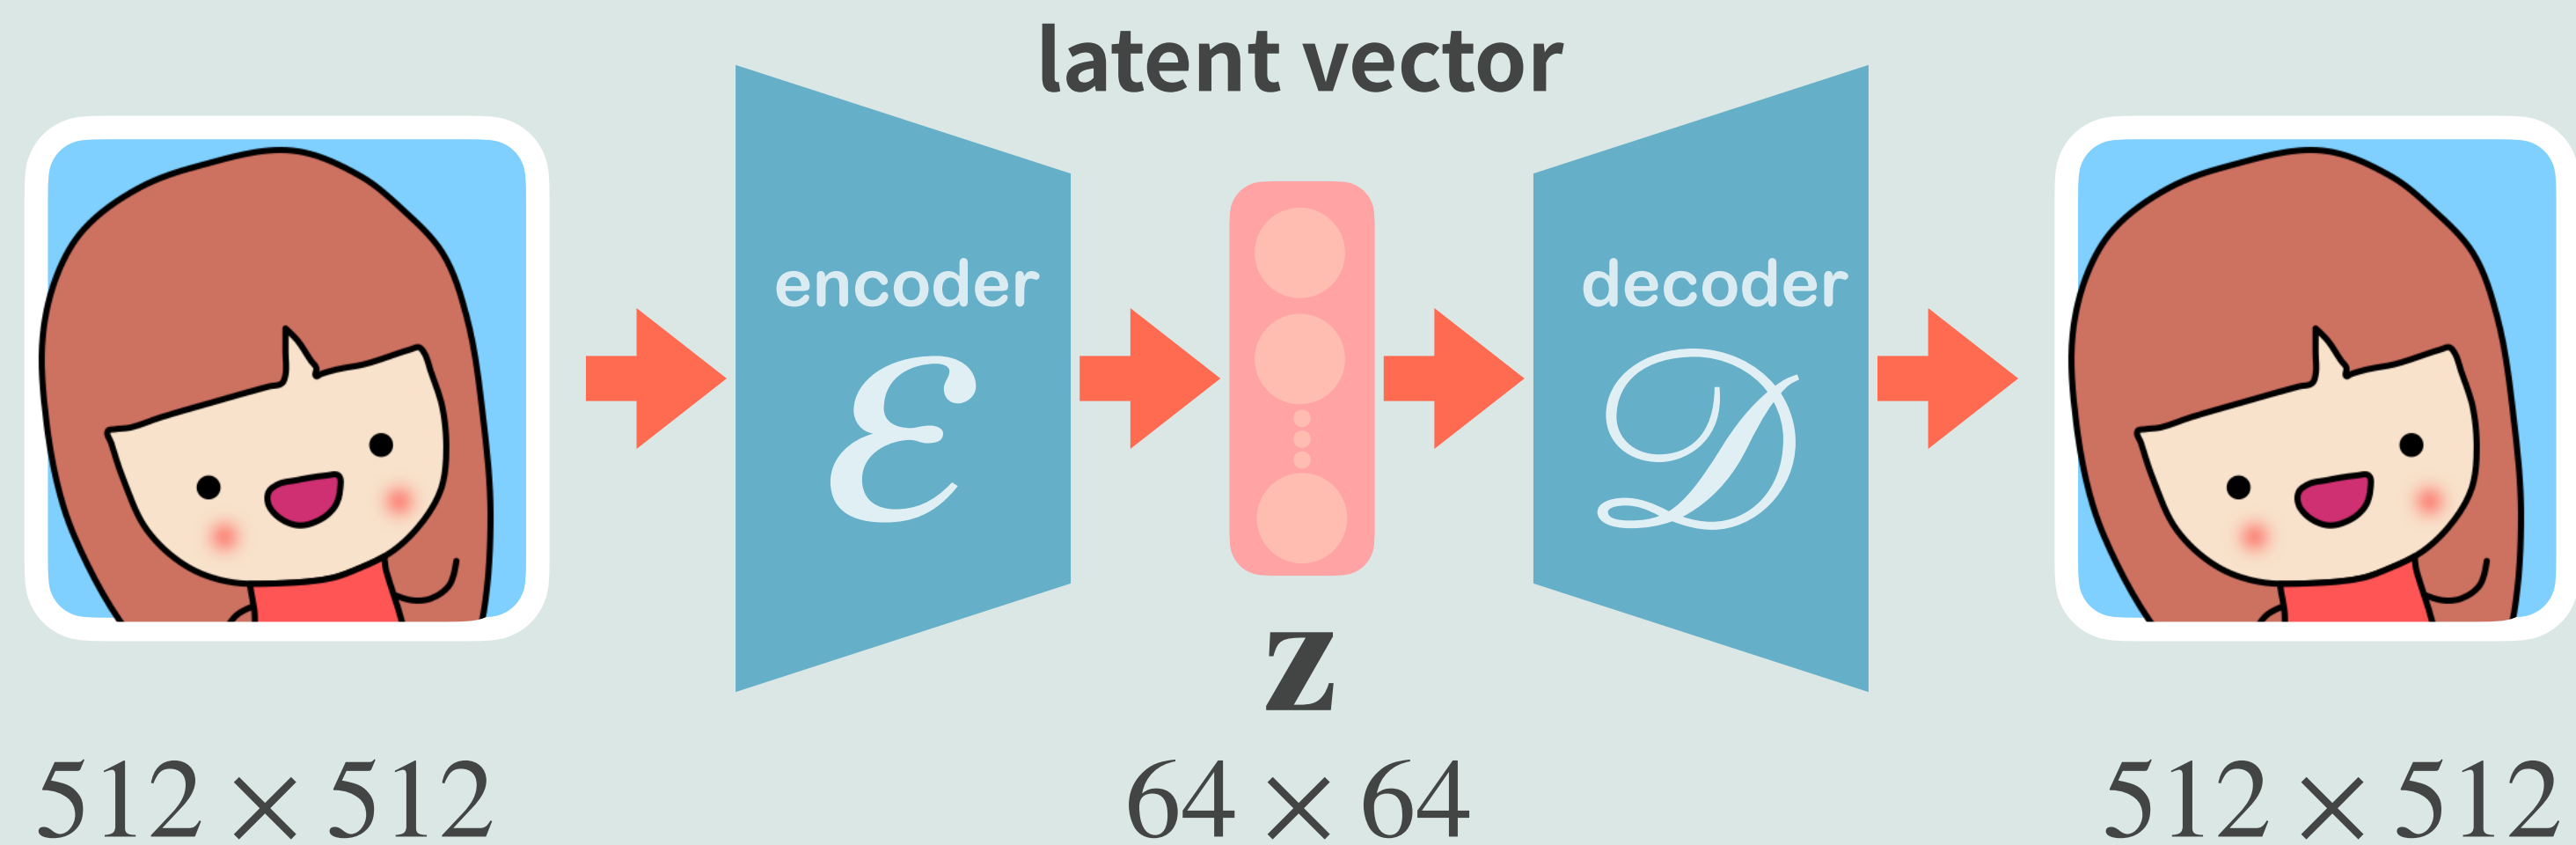 latent vector
encoder
ℰ
decoder
𝒟
z
512 × 512
64 × 64
512 × 512